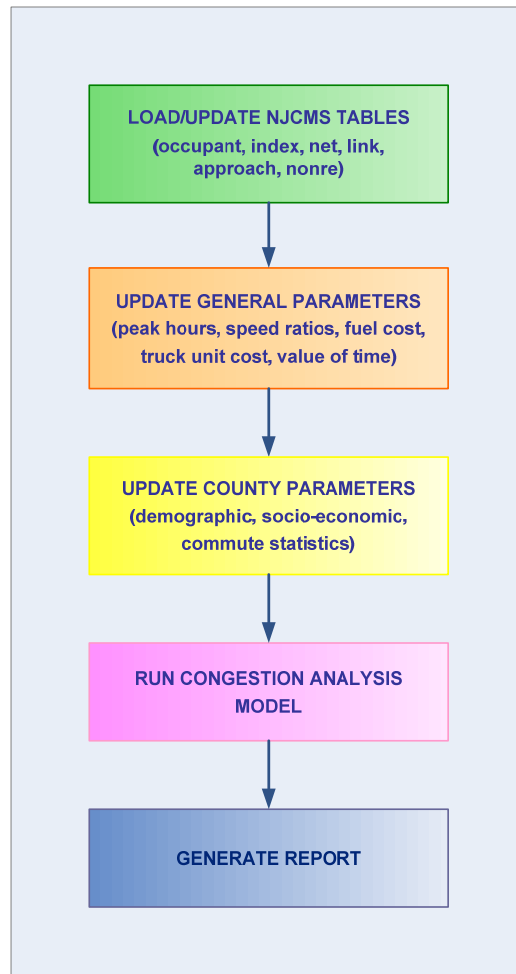 LOAD/UPDATE NJCMS TABLES
(occupant, index, net, link,
approach, nonre)
UPDATE GENERAL PARAMETERS
(peak hours, speed ratios, fuel cost,
truck unit cost, value of time)
UPDATE COUNTY PARAMETERS
(demographic, socio-economic,
commute statistics)
RUN CONGESTION ANALYSIS
MODEL
GENERATE REPORT